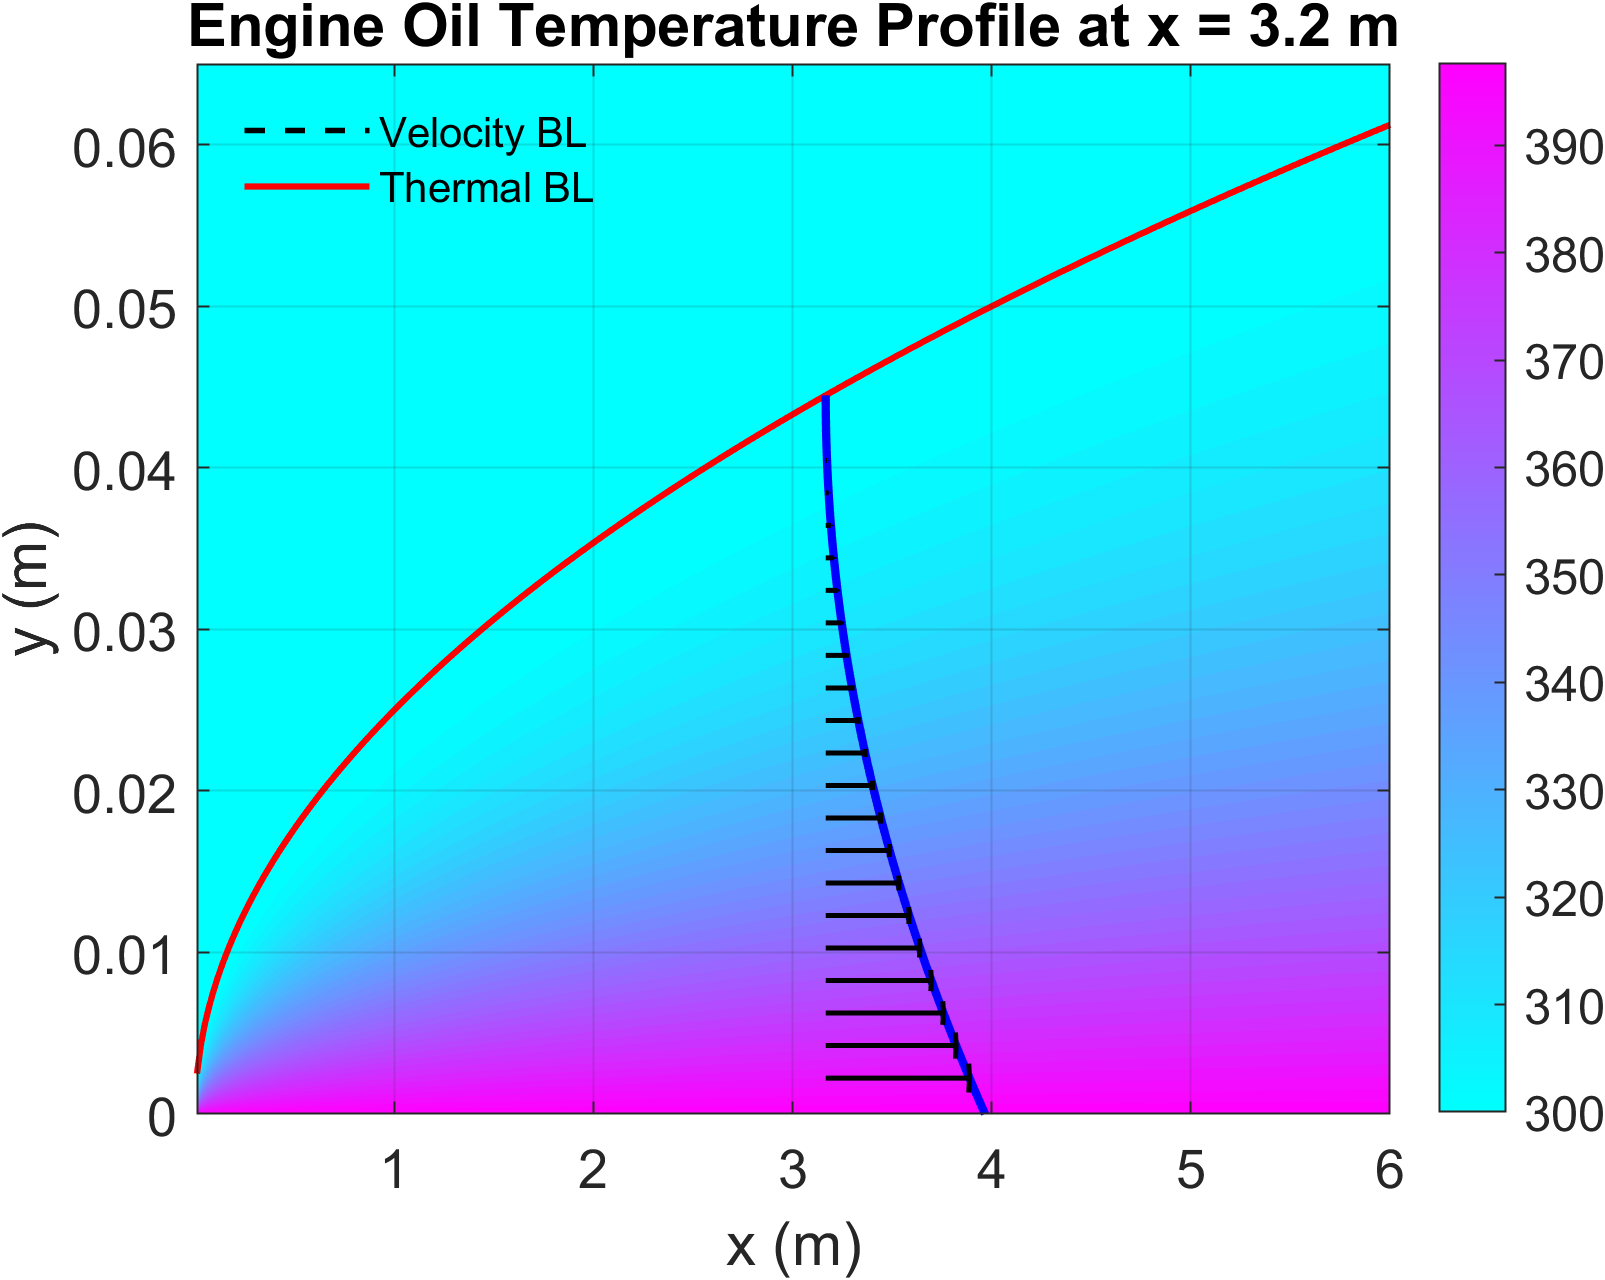 Engine Oil Temperature Profile at x = 3.2 m
Velocity BL
Thermal BL
0.06
0.05
0.04
0.03
0.02
0.01
0
y (m)
1 2 3 4 5 6
x (m)
390
380
370
360
350
340
330
320
310
300